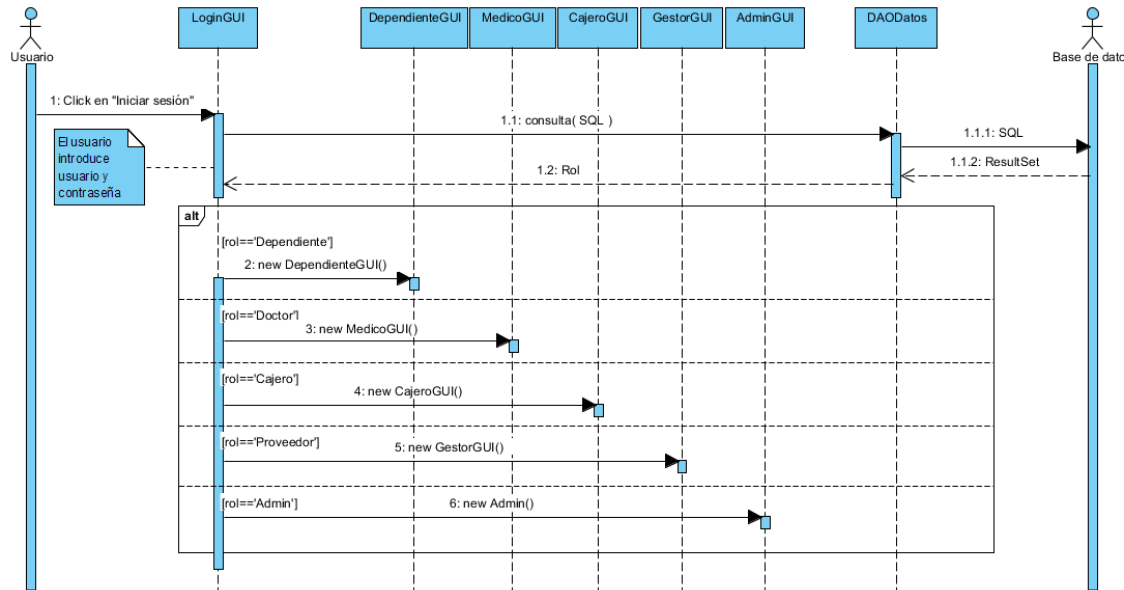 LoginGUI
DependienteGUI
MedicoGUI
CajeroGUI
GestorGUI
AdminGUI
DAODatos
Usuario
Base de dato
1: Click en "Iniciar sesión"
1.1: consulta( SQL )
1.1.1: SQL
El usuario
introduce
usuario y
contraseña
1.1.2: ResultSet
1.2: Rol
alt
[rol=='Dependiente']
2: new DependienteGUI()
[rol=='Doctor']
3: new MedicoGUI()
[rol=='Cajero']
4: new CajeroGUI()
[rol=='Proveedor']
5: new GestorGUI()
[rol=='Admin']
6: new Admin()